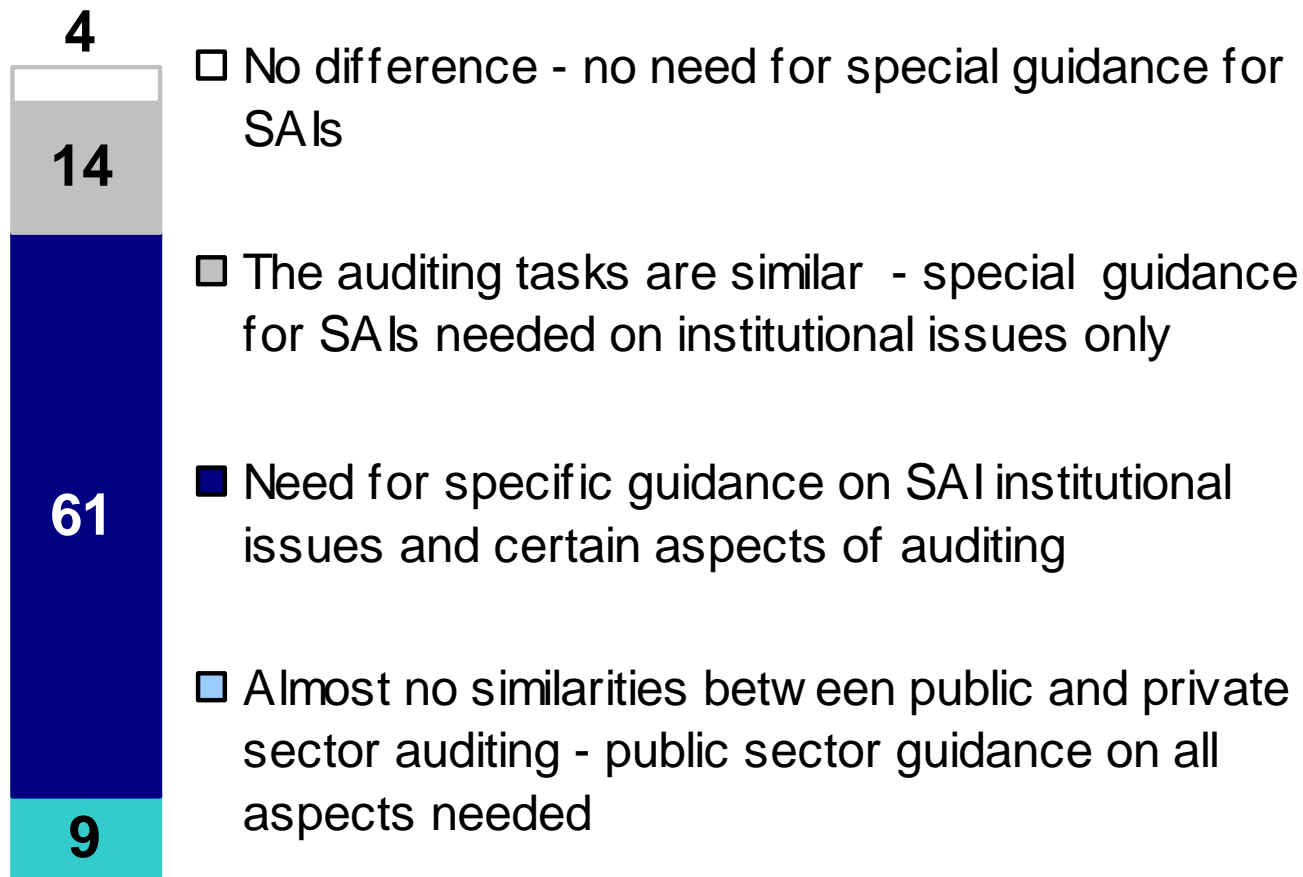 4
No difference - no need for special guidance for
SAIs
14
The auditing tasks are similar - special guidance
for SAIs needed on institutional issues only
61
Need for specific guidance on SAI institutional
issues and certain aspects of auditing
Almost no similarities between public and private
sector auditing - public sector guidance on all
aspects needed
9